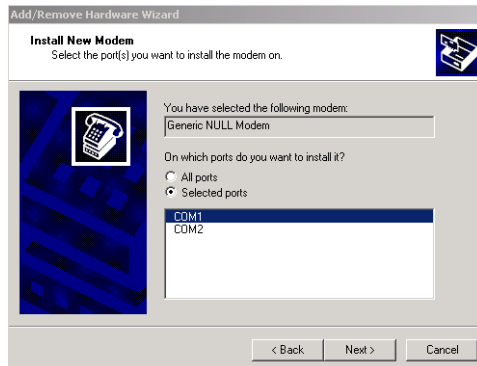 Add/Remove Hardware Wizard
Install New Modem
Select the port(s) you want to install the modem on.
You have selected the following modem:
Generic NULL Modem
On which ports do you want to install it?
All ports
Selected ports
COM1
COM2
< Back Next > Cancel